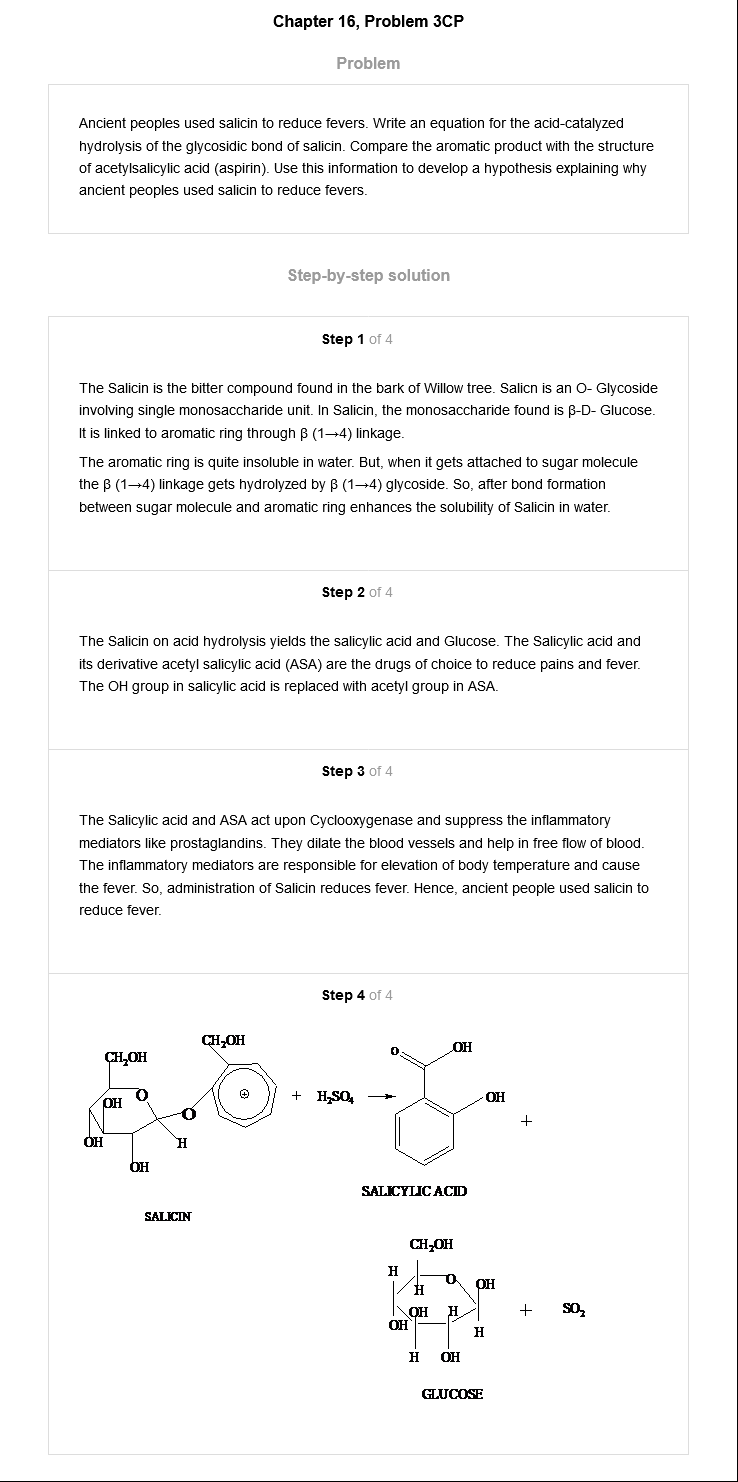 Chapter 16, Problem 3CP
Problem
Ancient peoples used salicin to reduce fevers. Write an equation for the acid-catalyzed
hydrolysis of the glycosidic bond of salicin. Compare the aromatic product with the structure
of acetylsalicylic acid (aspirin). Use this information to develop a hypothesis explaining why
ancient peoples used salicin to reduce fevers.
Step-by-step solution
Step 1 of 4
The Salicin is the bitter compound found in the bark of Willow tree. Salicn is an O- Glycoside
involving single monosaccharide unit. In Salicin, the monosaccharide found is β-D- Glucose.
It is linked to aromatic ring through β (1→4) linkage.
The aromatic ring is quite insoluble in water. But, when it gets attached to sugar molecule
the β (1→4) linkage gets hydrolyzed by β (1→4) glycoside. So, after bond formation
between sugar molecule and aromatic ring enhances the solubility of Salicin in water.
Step 2 of 4
The Salicin on acid hydrolysis yields the salicylic acid and Glucose. The Salicylic acid and
its derivative acetyl salicylic acid (ASA) are the drugs of choice to reduce pains and fever.
The OH group in salicylic acid is replaced with acetyl group in ASA.
Step 3 of 4
The Salicylic acid and ASA act upon Cyclooxygenase and suppress the inflammatory
mediators like prostaglandins. They dilate the blood vessels and help in free flow of blood.
The inflammatory mediators are responsible for elevation of body temperature and cause
the fever. So, administration of Salicin reduces fever. Hence, ancient people used salicin to
reduce fever.
Step 4 of 4
CH₂OH
CH₂OH
OH
O
O
OH
H
OH
SALICIN
+ H₂SO₄ →
O
OH
OH
+
SALICYLIC ACID
CH₂OH
H
O
OH
H
OH
H
OH
H
H
OH
+ SO₂
GLUCOSE